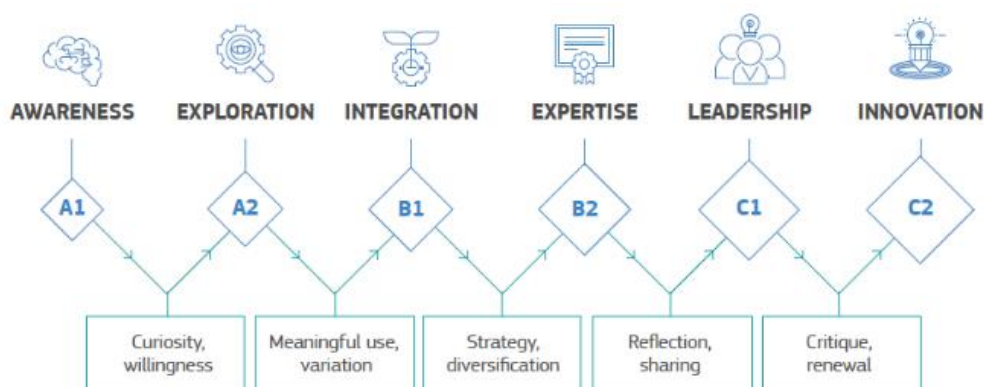 AWARENESS EXPLORATION INTEGRATION EXPERTISE LEADERSHIP INNOVATION
A1 A2 B1 B2 C1 C2
Curiosity,
willingness
Meaningful use,
variation
Strategy,
diversification
Reflection,
sharing
Critique,
renewal